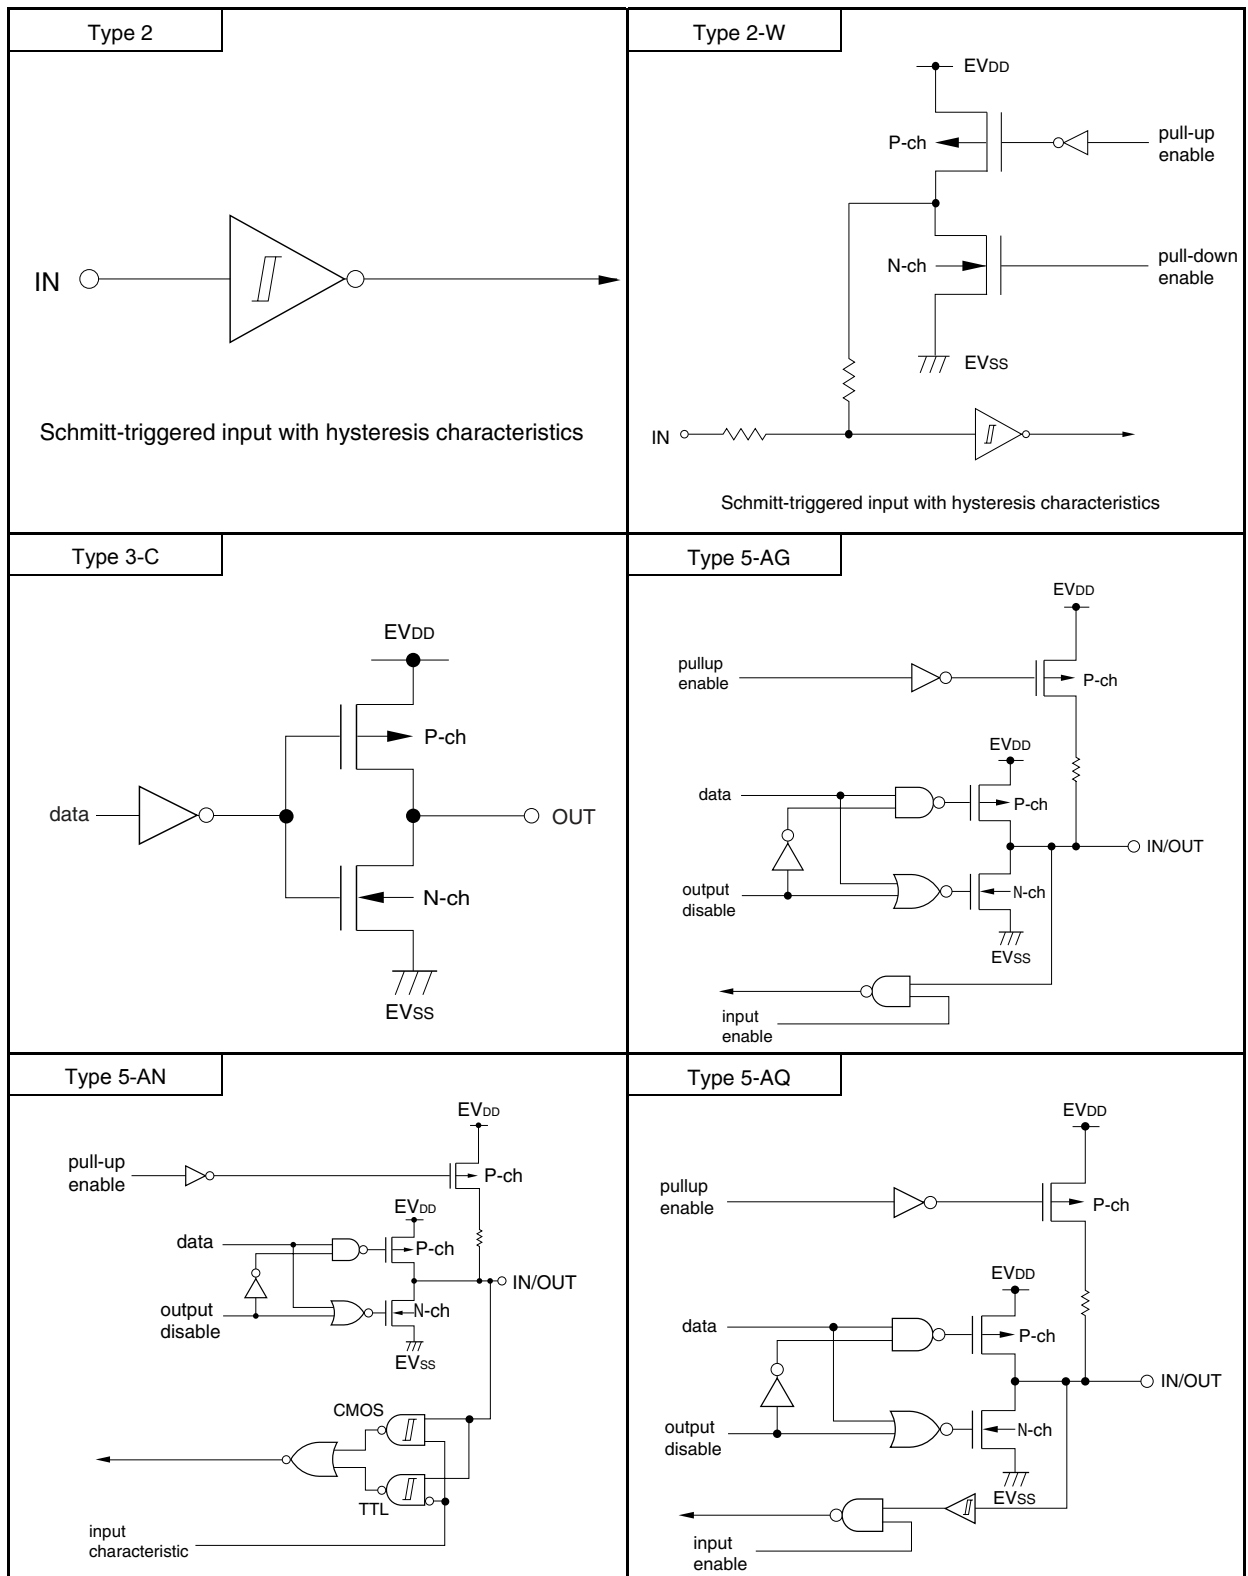 Type 2
IN
Schmitt-triggered input with hysteresis characteristics
Type 2-W
EVDD
P-ch
pull-up
enable
N-ch
pull-down
enable
EVSS
IN
Schmitt-triggered input with hysteresis characteristics
Type 3-C
EVDD
P-ch
data
OUT
N-ch
EVSS
Type 5-AG
EVDD
pullup
enable
P-ch
EVDD
data
P-ch
IN/OUT
output
disable
N-ch
EVSS
input
enable
Type 5-AN
EVDD
pull-up
enable
P-ch
EVDD
data
P-ch
IN/OUT
output
disable
N-ch
EVSS
CMOS
TTL
input
characteristic
Type 5-AQ
EVDD
pullup
enable
P-ch
EVDD
data
P-ch
IN/OUT
output
disable
N-ch
EVSS
input
enable